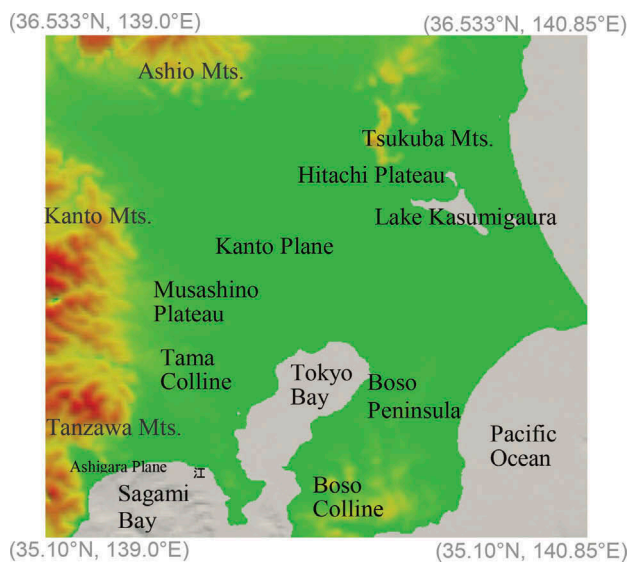 (36.533°N, 139.0°E) (36.533°N, 140.85°E)
Ashio Mts.
Tsukuba Mts.
Hitachi Plateau
Kanto Mts.
Lake Kasumigaura
Kanto Plane
Musashino
Plateau
Tama
Colline
Tokyo
Bay
Boso
Peninsula
Tanzawa Mts.
Pacific
Ocean
Ashigara Plane
江
Sagami
Bay
Boso
Colline
(35.10°N, 139.0°E) (35.10°N, 140.85°E)